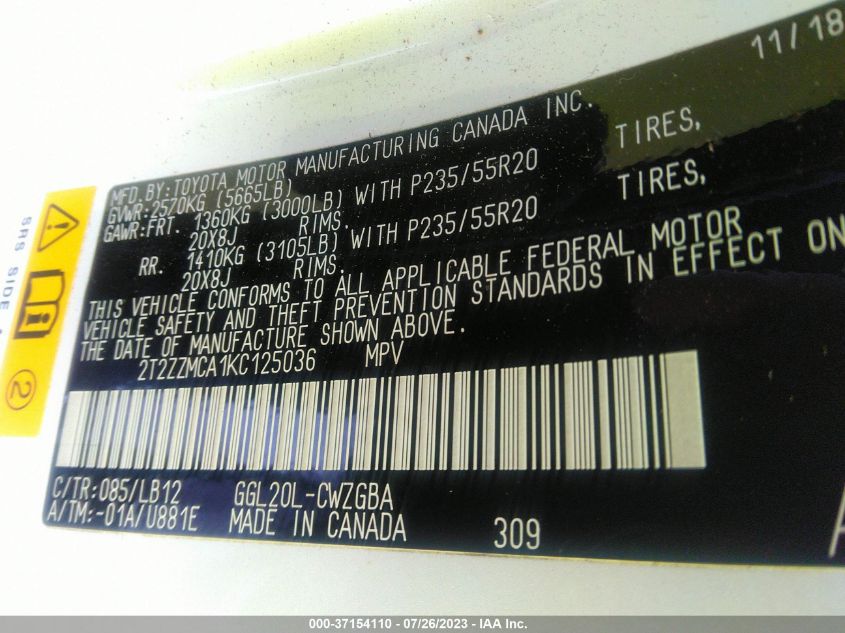 11/18
MFD. BY: TOYOTA MOTOR MANUFACTURING CANADA INC.
GVWR: 2570KG (5665LB)
GAWR: FRT. 1360KG (3000LB) WITH P235/55R20 TIRES,
20X8J RIMS.
RR. 1410KG (3105LB) WITH P235/55R20 TIRES,
20X8J RIMS.
THIS VEHICLE CONFORMS TO ALL APPLICABLE FEDERAL MOTOR
VEHICLE SAFETY AND THEFT PREVENTION STANDARDS IN EFFECT ON
THE DATE OF MANUFACTURE SHOWN ABOVE.
2T2ZZMCA1KC125036 MPV
C/TR: 085/LB12 GGL20L-CWZGBA
A/TM: -01A/U881E MADE IN CANADA 309
SRS SIDE
2
000-37154110 - 07/26/2023 - IAA Inc.